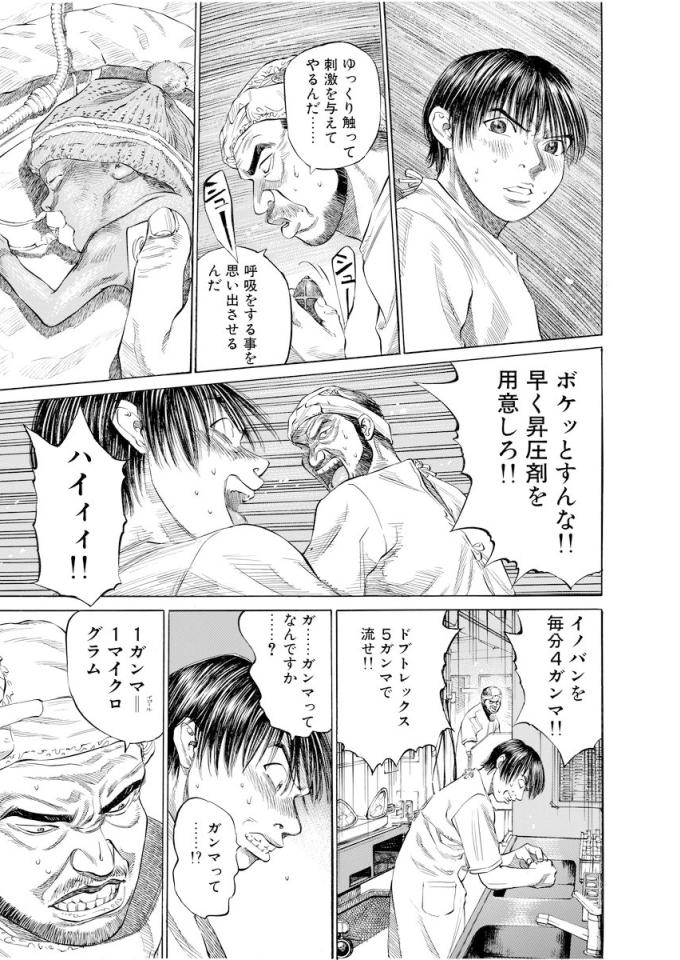 ゆっくり触って
刺激を与えて
やるんだ……
シュー
シュー
呼吸をする事を
思い出させる
んだ
ボケッとすんな!!
早く昇圧剤を
用意しろ!!
ハイィィ!!
イノバンを
毎分4ガンマ!!
ドブトレックス
5ガンマで
流せ!!
ガ……ガンマって
なんですか
……?
ガンマって
……!?
1ガンマ=
イコール
1マイクロ
グラム